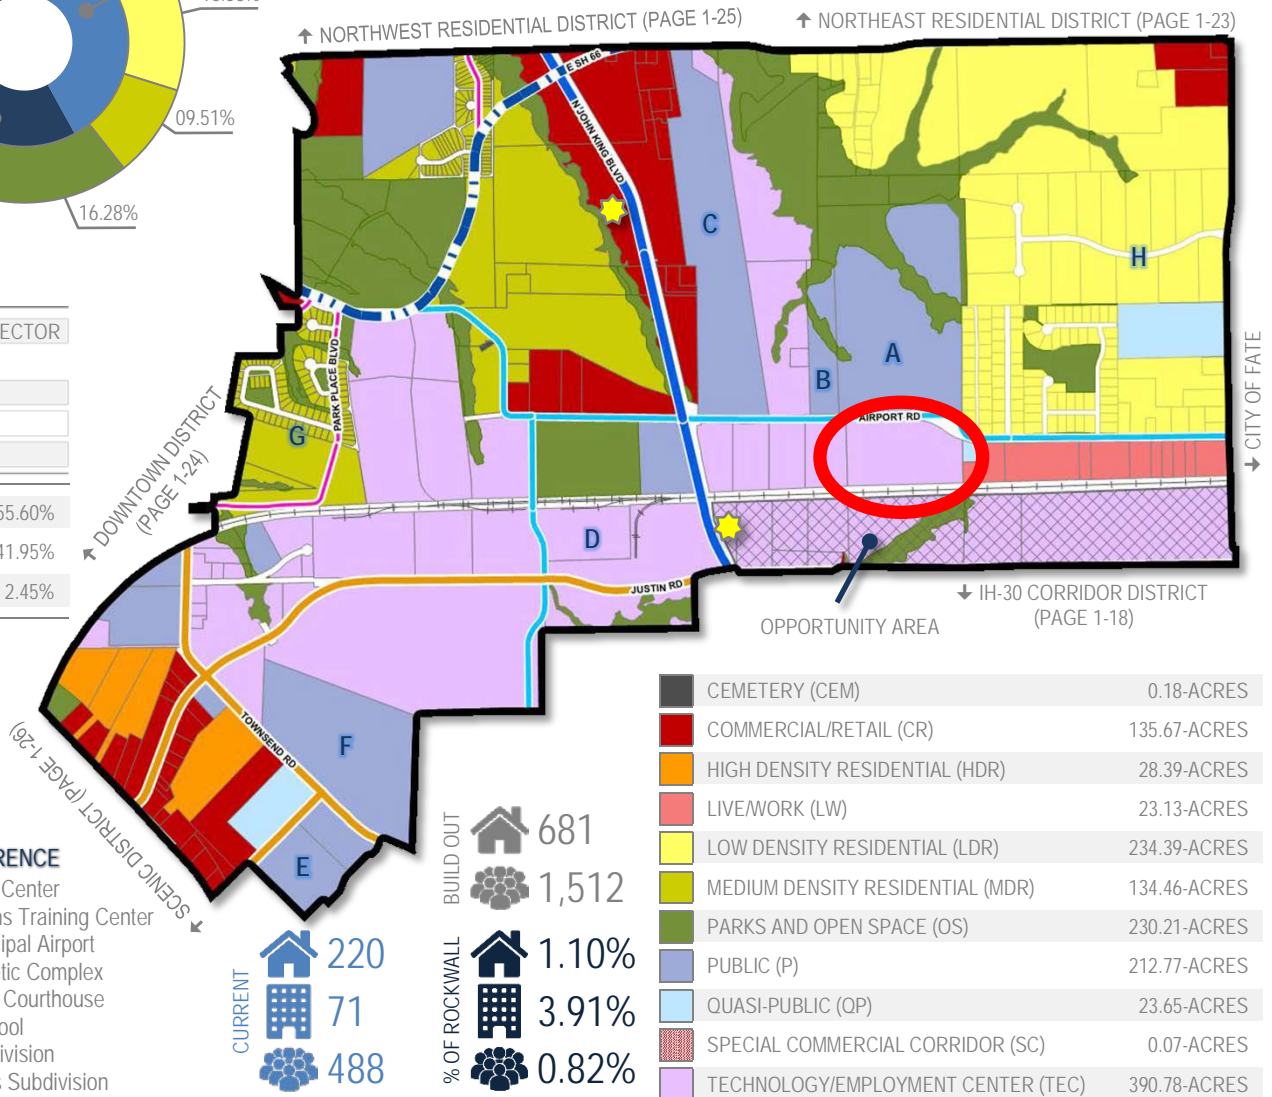 ↑ NORTHWEST RESIDENTIAL DISTRICT (PAGE 1-25)
↑ NORTHEAST RESIDENTIAL DISTRICT (PAGE 1-23)
09.51%
16.28%
ECTOR
55.60%
41.95%
2.45%
E SH 66
N JOHN KING BLVD
C
H
A
B
PARK PLACE BLVD
G
AIRPORT RD
→ CITY OF FATE
← DOWNTOWN DISTRICT
(PAGE 1-24)
D
JUSTIN RD
OPPORTUNITY AREA
↓ IH-30 CORRIDOR DISTRICT
(PAGE 1-18)
TOWNSEND RD
F
E
SCENIC DISTRICT (PAGE 1-26)
RENCE
Center
as Training Center
cipal Airport
etic Complex
Courthouse
ool
ivision
s Subdivision
BUILD OUT
681
1,512
CURRENT
220
71
488
% OF ROCKWALL
1.10%
3.91%
0.82%
CEMETERY (CEM) 0.18-ACRES
COMMERCIAL/RETAIL (CR) 135.67-ACRES
HIGH DENSITY RESIDENTIAL (HDR) 28.39-ACRES
LIVE/WORK (LW) 23.13-ACRES
LOW DENSITY RESIDENTIAL (LDR) 234.39-ACRES
MEDIUM DENSITY RESIDENTIAL (MDR) 134.46-ACRES
PARKS AND OPEN SPACE (OS) 230.21-ACRES
PUBLIC (P) 212.77-ACRES
QUASI-PUBLIC (QP) 23.65-ACRES
SPECIAL COMMERCIAL CORRIDOR (SC) 0.07-ACRES
TECHNOLOGY/EMPLOYMENT CENTER (TEC) 390.78-ACRES